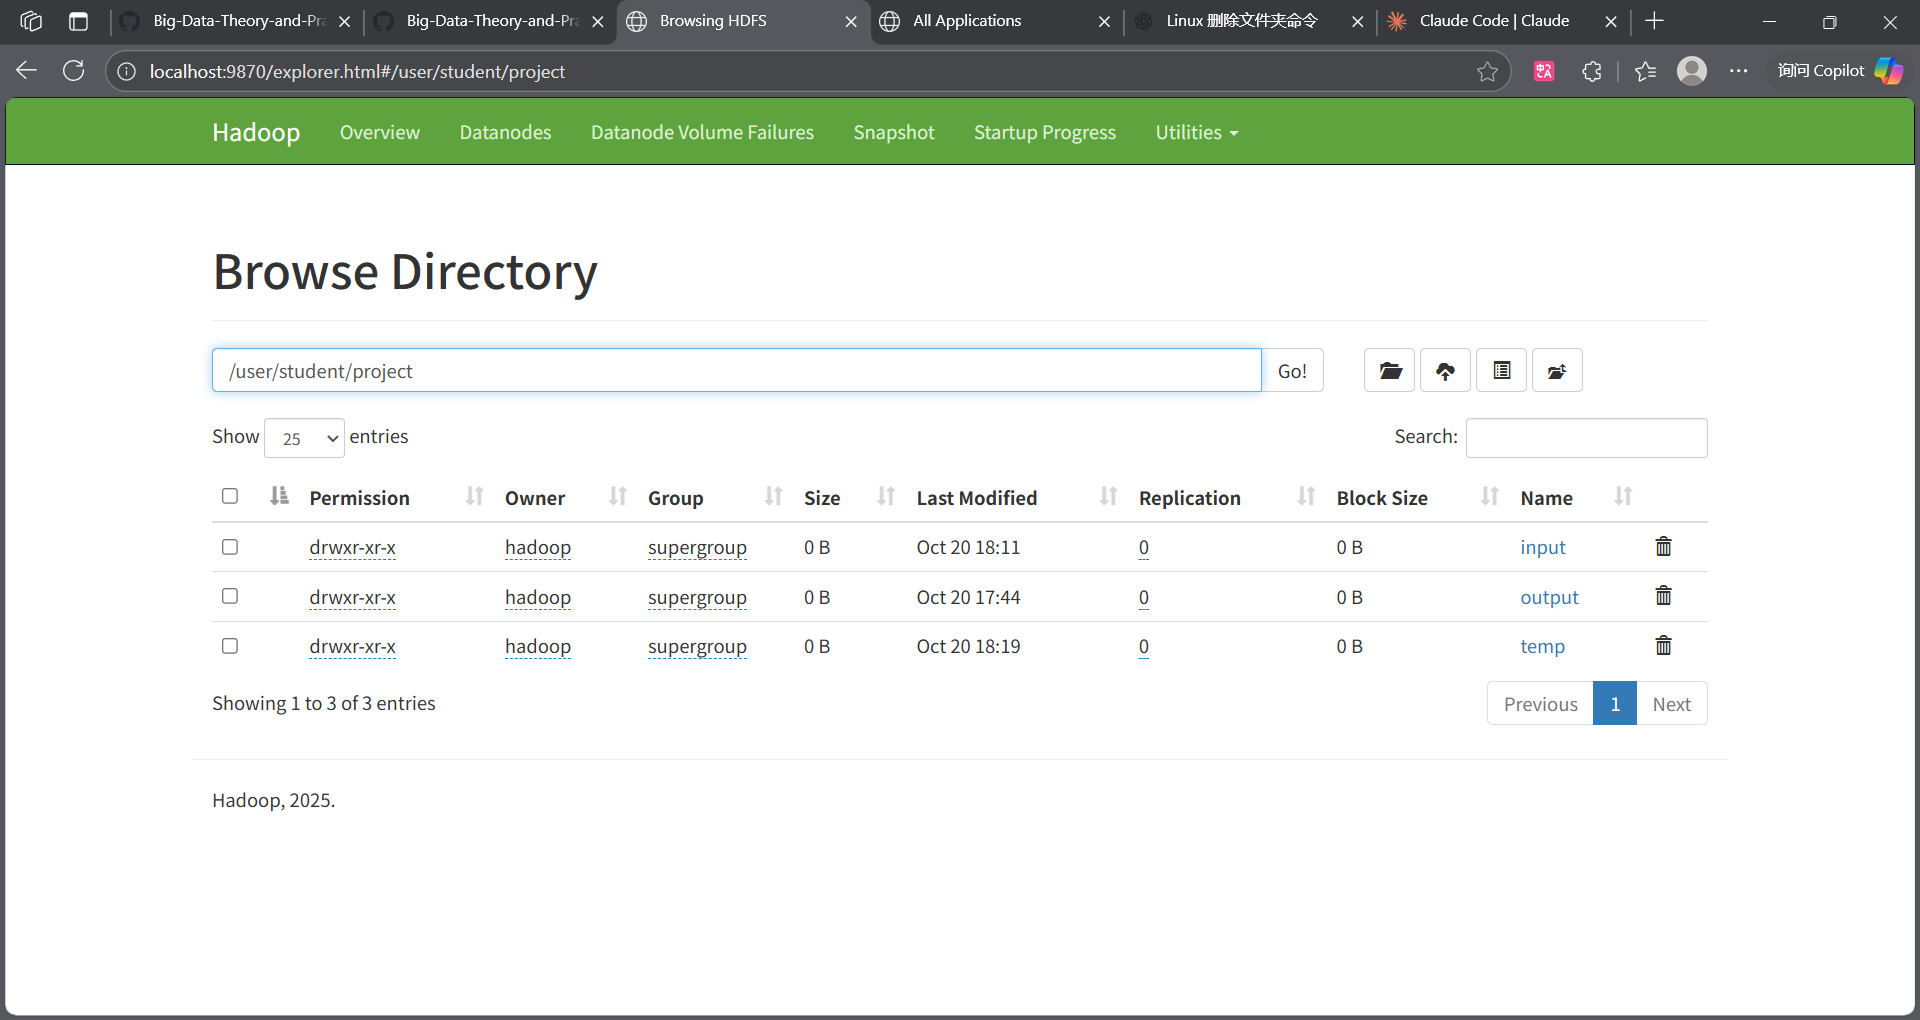 Big-Data-Theory-and-Pra
Big-Data-Theory-and-Pra
Browsing HDFS
All Applications
Linux 删除文件夹命令
Claude Code | Claude
localhost:9870/explorer.html#/user/student/project
询问 Copilot
Hadoop Overview Datanodes Datanode Volume Failures Snapshot Startup Progress Utilities
Browse Directory
/user/student/project Go!
Show 25 entries Search:
Permission Owner Group Size Last Modified Replication Block Size Name
drwxr-xr-x hadoop supergroup 0 B Oct 20 18:11 0 0 B input
drwxr-xr-x hadoop supergroup 0 B Oct 20 17:44 0 0 B output
drwxr-xr-x hadoop supergroup 0 B Oct 20 18:19 0 0 B temp
Showing 1 to 3 of 3 entries Previous 1 Next
Hadoop, 2025.